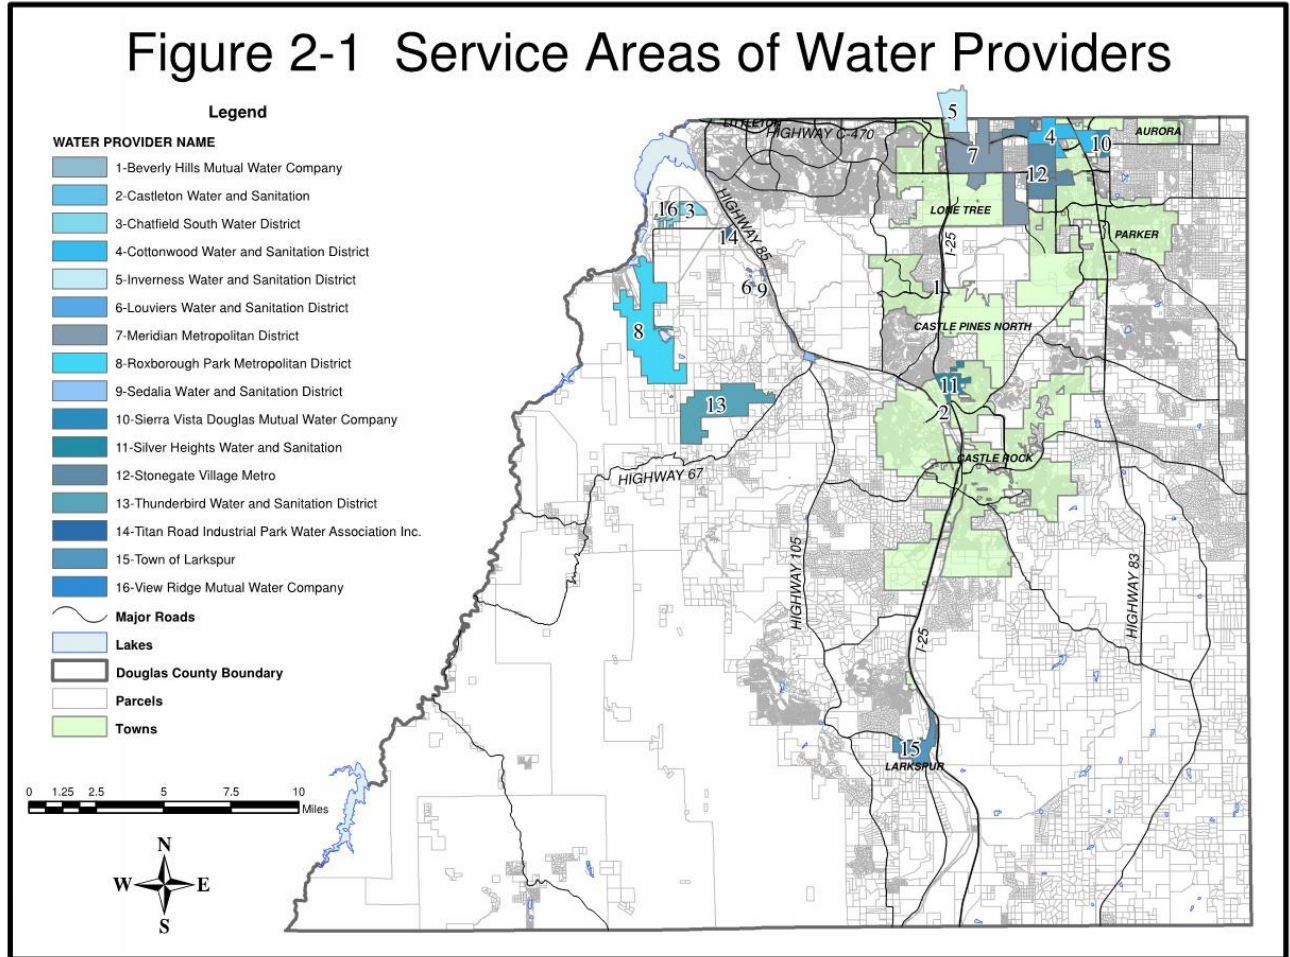 Figure 2-1 Service Areas of Water Providers
Legend
WATER PROVIDER NAME
1-Beverly Hills Mutual Water Company
2-Castleton Water and Sanitation
3-Chatfield South Water District
4-Cottonwood Water and Sanitation District
5-Inverness Water and Sanitation District
6-Louviers Water and Sanitation District
7-Meridian Metropolitan District
8-Roxborough Park Metropolitan District
9-Sedalia Water and Sanitation District
10-Sierra Vista Douglas Mutual Water Company
11-Silver Heights Water and Sanitation
12-Stonegate Village Metro
13-Thunderbird Water and Sanitation District
14-Titan Road Industrial Park Water Association Inc.
15-Town of Larkspur
16-View Ridge Mutual Water Company
Major Roads
Lakes
Douglas County Boundary
Parcels
Towns
0 1.25 2.5 5 7.5 10
Miles
N
W E
S
5
LITTLETON
HIGHWAY C-470
4
AURORA
7
10
12
16 3
HIGHWAY 85
LONE TREE
14
I-25
PARKER
6 9
1
8
CASTLE PINES NORTH
11
13
2
CASTLE ROCK
HIGHWAY 67
HIGHWAY 105
HIGHWAY 83
I-25
15
LARKSPUR